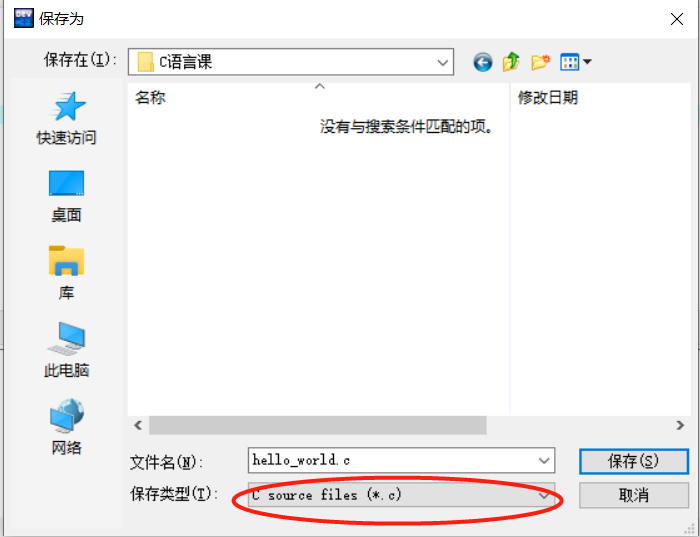 DEV 保存为
保存在(I): C语言课
名称 修改日期
没有与搜索条件匹配的项。
快速访问
桌面
库
此电脑
网络
文件名(N): hello_world.c 保存(S)
保存类型(T): C source files (*.c) 取消